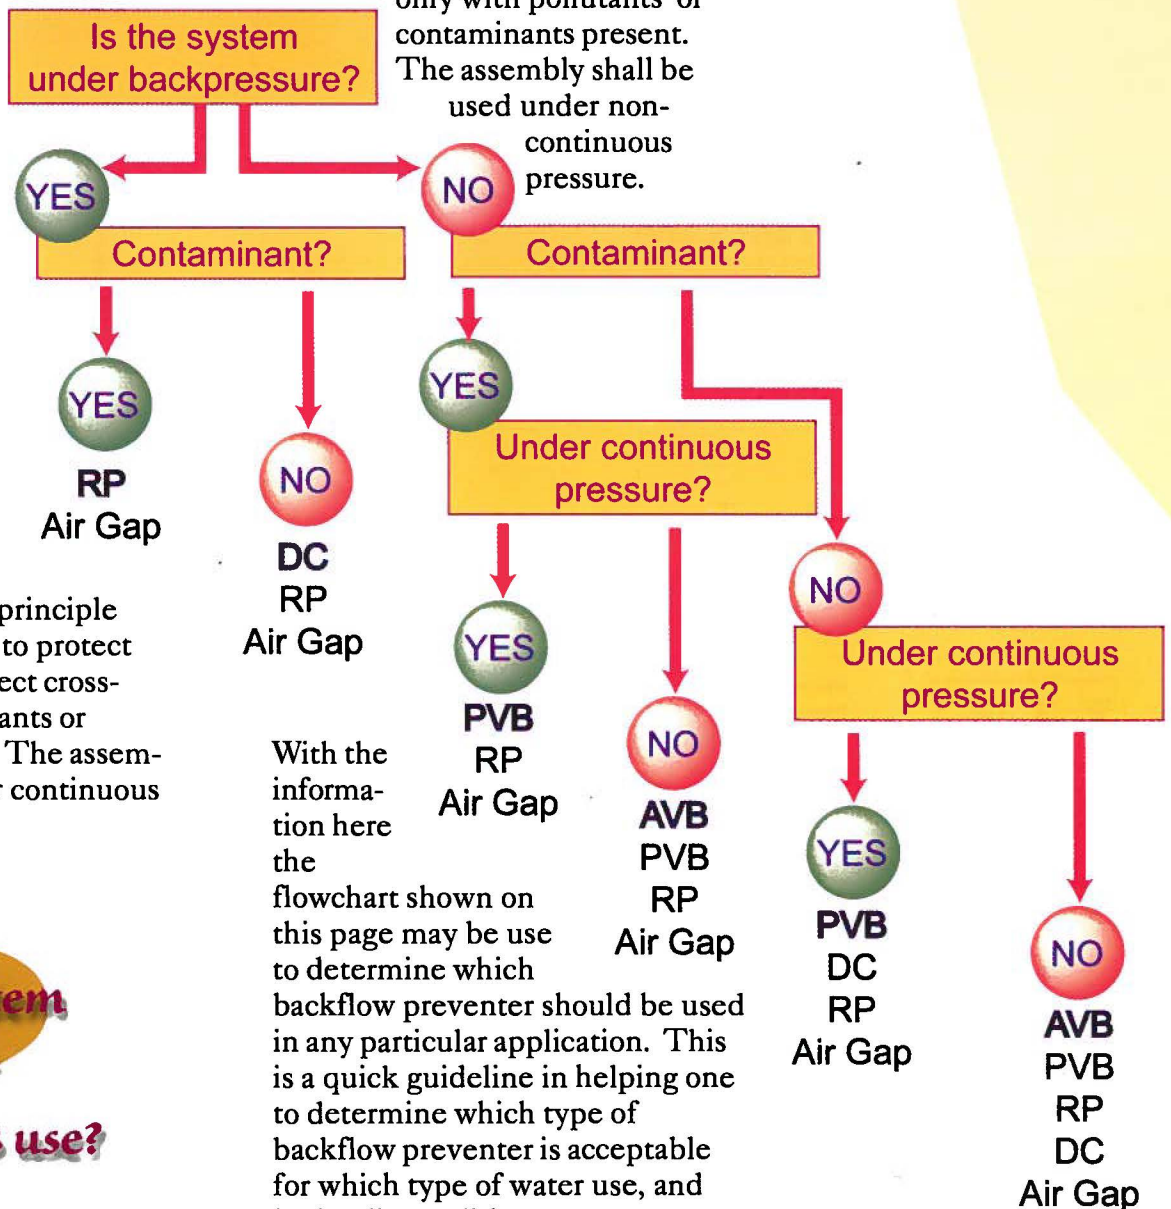 only with pollutants or
contaminants present.
The assembly shall be
used under non-
continuous
pressure.
Is the system
under backpressure?
YES
NO
Contaminant?
Contaminant?
YES
RP
Air Gap
NO
DC
RP
Air Gap
YES
Under continuous
pressure?
YES
PVB
RP
Air Gap
NO
AVB
PVB
RP
Air Gap
NO
Under continuous
pressure?
YES
PVB
DC
RP
Air Gap
NO
AVB
PVB
RP
DC
Air Gap
principle
to protect
ect cross-
ants or
The assem-
continuous
With the
informa-
tion here
the
flowchart shown on
this page may be use
to determine which
backflow preventer should be used
in any particular application. This
is a quick guideline in helping one
to determine which type of
backflow preventer is acceptable
for which type of water use, and
em
use?